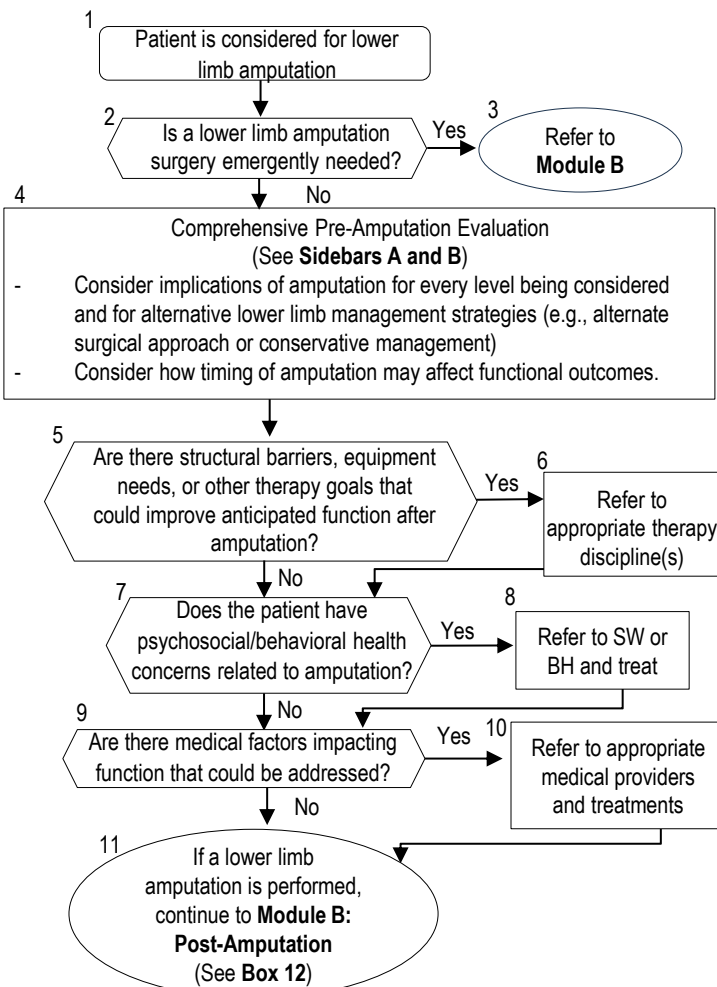 1
Patient is considered for lower
limb amputation
2
Is a lower limb amputation
surgery emergently needed?
Yes
3
Refer to
Module B
No
4
Comprehensive Pre-Amputation Evaluation
(See Sidebars A and B)
- Consider implications of amputation for every level being considered
and for alternative lower limb management strategies (e.g., alternate
surgical approach or conservative management)
- Consider how timing of amputation may affect functional outcomes.
5
Are there structural barriers, equipment
needs, or other therapy goals that
could improve anticipated function after
amputation?
Yes
6
Refer to
appropriate therapy
discipline(s)
No
7
Does the patient have
psychosocial/behavioral health
concerns related to amputation?
Yes
8
Refer to SW or
BH and treat
No
9
Are there medical factors impacting
function that could be addressed?
Yes
10
Refer to appropriate
medical providers
and treatments
No
11
If a lower limb
amputation is performed,
continue to Module B:
Post-Amputation
(See Box 12)